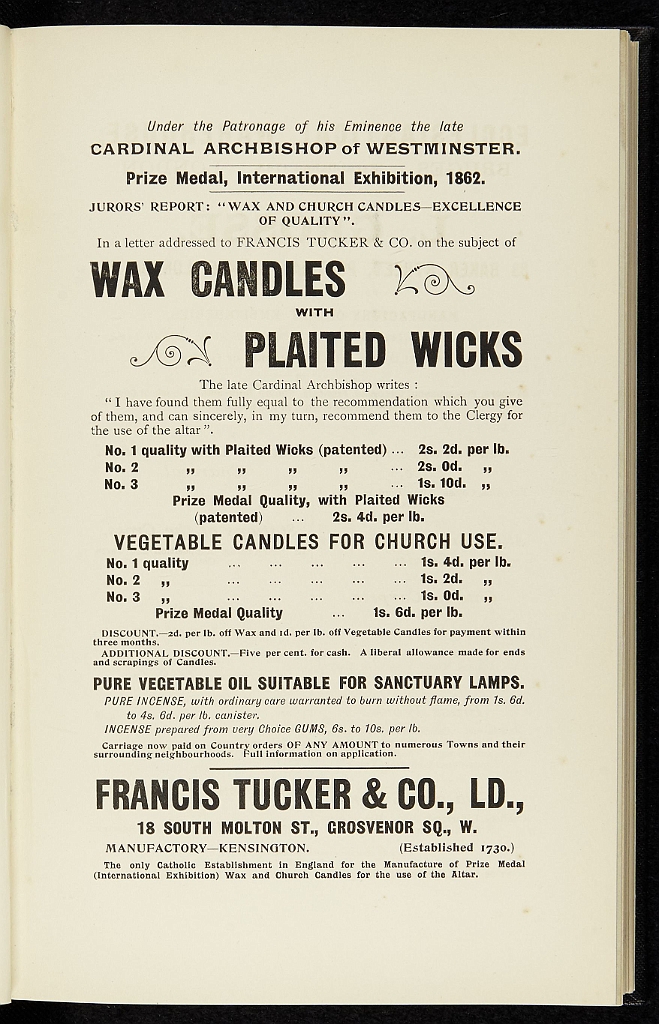 Under the Patronage of his Eminence the late
CARDINAL ARCHBISHOP of WESTMINSTER.
Prize Medal, International Exhibition, 1862.
JURORS' REPORT: "WAX AND CHURCH CANDLES—EXCELLENCE
OF QUALITY".
In a letter addressed to FRANCIS TUCKER & CO. on the subject of
WAX CANDLES
WITH
PLAITED WICKS
The late Cardinal Archbishop writes :
" I have found them fully equal to the recommendation which you give
of them, and can sincerely, in my turn, recommend them to the Clergy for
the use of the altar ".
No. 1 quality with Plaited Wicks (patented) ... 2s. 2d. per lb.
No. 2 „ „ „ „ ... 2s. 0d. „
No. 3 „ „ „ „ ... 1s. 10d. „
Prize Medal Quality, with Plaited Wicks
(patented) ... 2s. 4d. per lb.
VEGETABLE CANDLES FOR CHURCH USE.
No. 1 quality ... ... ... ... ... 1s. 4d. per lb.
No. 2 „ ... ... ... ... ... 1s. 2d. „
No. 3 „ ... ... ... ... ... 1s. 0d. „
Prize Medal Quality ... 1s. 6d. per lb.
DISCOUNT.—2d. per lb. off Wax and 1d. per lb. off Vegetable Candles for payment within
three months.
ADDITIONAL DISCOUNT.—Five per cent. for cash. A liberal allowance made for ends
and scrapings of Candles.
PURE VEGETABLE OIL SUITABLE FOR SANCTUARY LAMPS.
PURE INCENSE, with ordinary care warranted to burn without flame, from 1s. 6d.
to 4s. 6d. per lb. canister.
INCENSE prepared from very Choice GUMS, 6s. to 10s. per lb.
Carriage now paid on Country orders OF ANY AMOUNT to numerous Towns and their
surrounding neighbourhoods. Full information on application.
FRANCIS TUCKER & CO., LD.,
18 SOUTH MOLTON ST., GROSVENOR SQ., W.
MANUFACTORY—KENSINGTON. (Established 1730.)
The only Catholic Establishment in England for the Manufacture of Prize Medal
(International Exhibition) Wax and Church Candles for the use of the Altar.